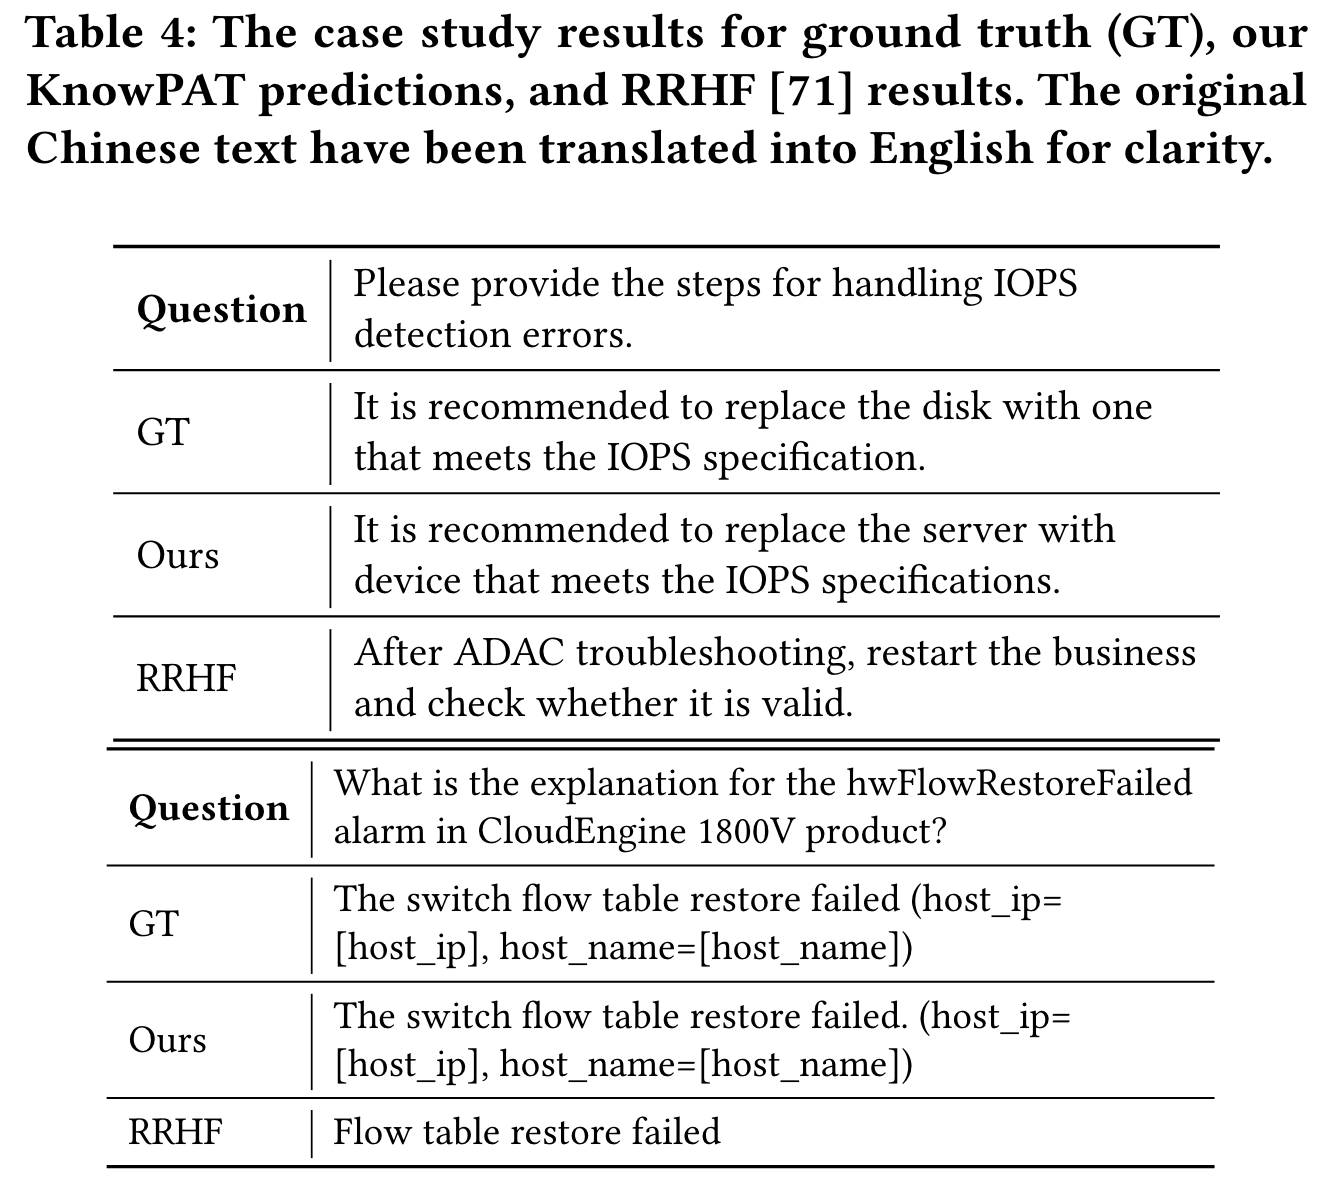 Table 4: The case study results for ground truth (GT), our
KnowPAT predictions, and RRHF [71] results. The original
Chinese text have been translated into English for clarity.
Question
Please provide the steps for handling IOPS
detection errors.
GT
It is recommended to replace the disk with one
that meets the IOPS specification.
Ours
It is recommended to replace the server with
device that meets the IOPS specifications.
RRHF
After ADAC troubleshooting, restart the business
and check whether it is valid.
Question
What is the explanation for the hwFlowRestoreFailed
alarm in CloudEngine 1800V product?
GT
The switch flow table restore failed (host_ip=
[host_ip], host_name=[host_name])
Ours
The switch flow table restore failed. (host_ip=
[host_ip], host_name=[host_name])
RRHF
Flow table restore failed